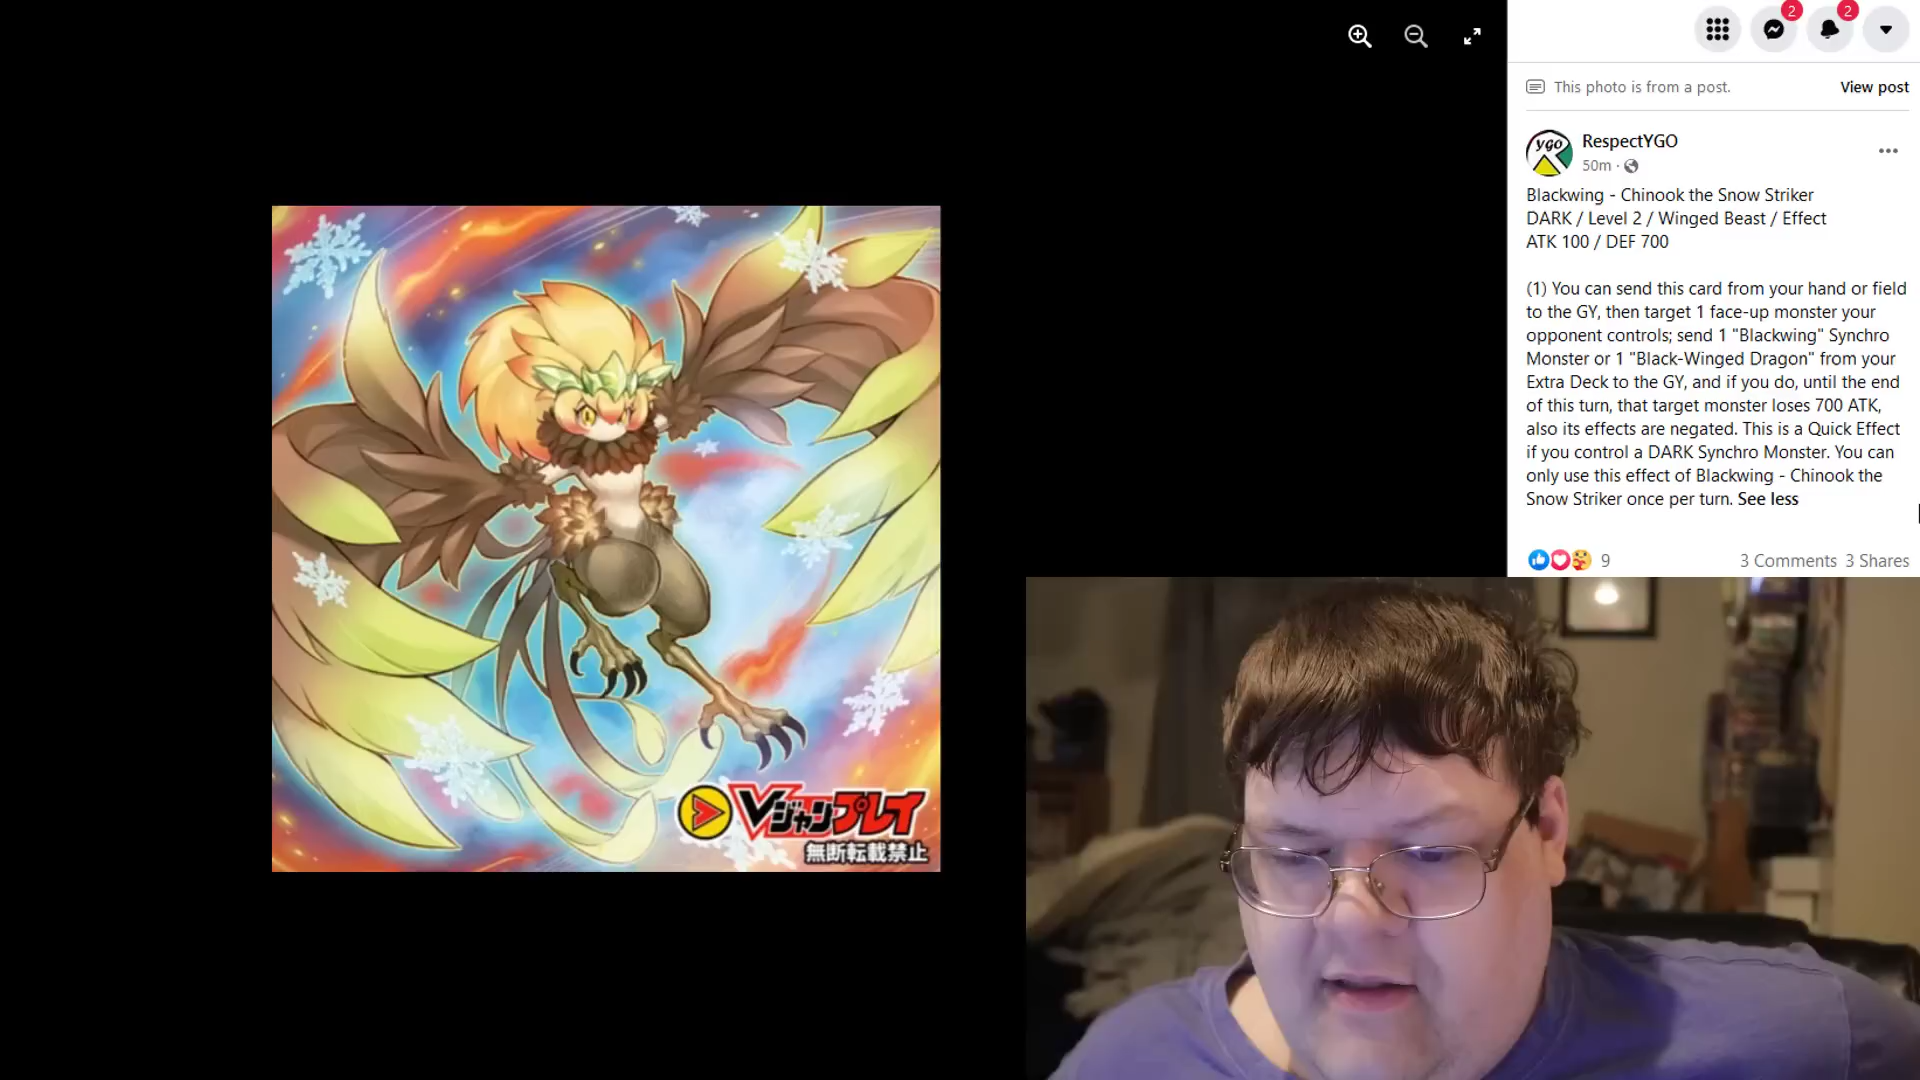 2
2
This photo is from a post.
View post
YGO
RespectYGO
50m ·
Blackwing - Chinook the Snow Striker
DARK / Level 2 / Winged Beast / Effect
ATK 100 / DEF 700
(1) You can send this card from your hand or field
to the GY, then target 1 face-up monster your
opponent controls; send 1 "Blackwing" Synchro
Monster or 1 "Black-Winged Dragon" from your
Extra Deck to the GY, and if you do, until the end
of this turn, that target monster loses 700 ATK,
also its effects are negated. This is a Quick Effect
if you control a DARK Synchro Monster. You can
only use this effect of Blackwing - Chinook the
Snow Striker once per turn. See less
9
3 Comments 3 Shares
Vジャンプレイ
無断転載禁止